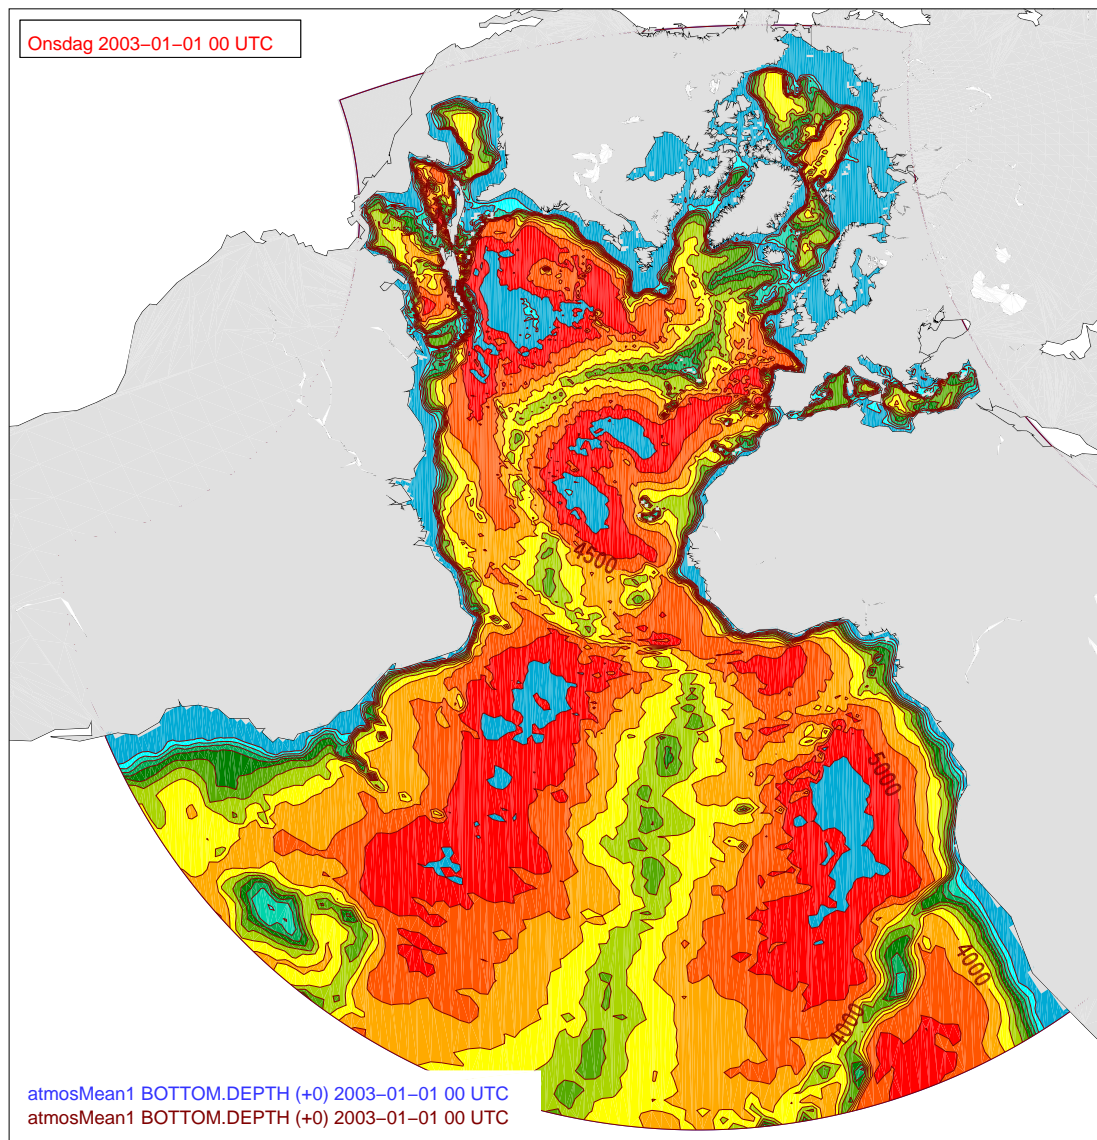 Onsdag 2003−01−01 00 UTC
4500
5000
4000
4000
atmosMean1 BOTTOM.DEPTH (+0) 2003−01−01 00 UTC
atmosMean1 BOTTOM.DEPTH (+0) 2003−01−01 00 UTC